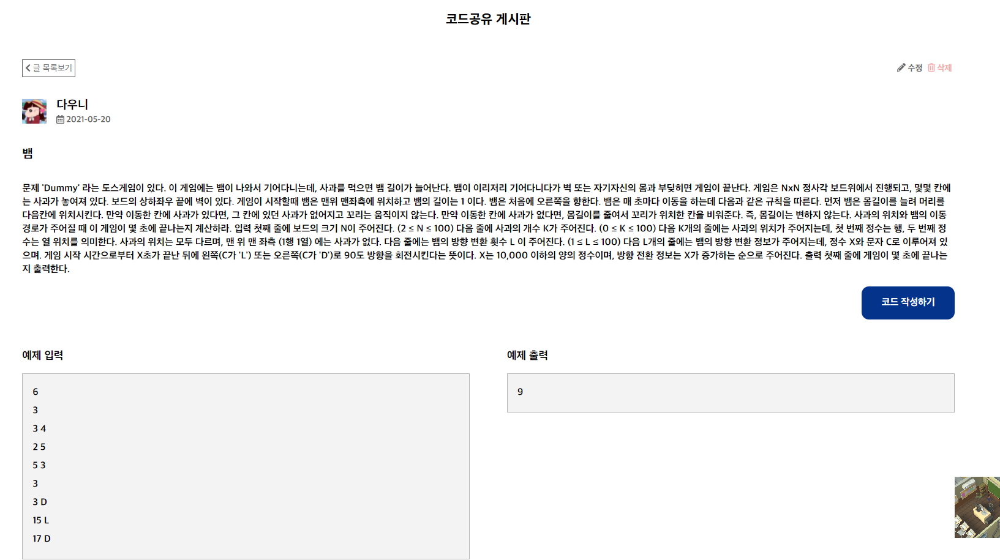 코드공유 게시판
글 목록보기
수정 삭제
다우니
2021-05-20
뱀
문제 'Dummy' 라는 도스게임이 있다. 이 게임에는 뱀이 나와서 기어다니는데, 사과를 먹으면 뱀 길이가 늘어난다. 뱀이 이리저리 기어다니다가 벽 또는 자기자신의 몸과 부딪히면 게임이 끝난다. 게임은 NxN 정사각 보드위에서 진행되고, 몇몇 칸에
는 사과가 놓여져 있다. 보드의 상하좌우 끝에 벽이 있다. 게임이 시작할때 뱀은 맨위 맨좌측에 위치하고 뱀의 길이는 1 이다. 뱀은 처음에 오른쪽을 향한다. 뱀은 매 초마다 이동을 하는데 다음과 같은 규칙을 따른다. 먼저 뱀은 몸길이를 늘려 머리를
다음칸에 위치시킨다. 만약 이동한 칸에 사과가 있다면, 그 칸에 있던 사과가 없어지고 꼬리는 움직이지 않는다. 만약 이동한 칸에 사과가 없다면, 몸길이를 줄여서 꼬리가 위치한 칸을 비워준다. 즉, 몸길이는 변하지 않는다. 사과의 위치와 뱀의 이동
경로가 주어질 때 이 게임이 몇 초에 끝나는지 계산하라. 입력 첫째 줄에 보드의 크기 N이 주어진다. (2 ≤ N ≤ 100) 다음 줄에 사과의 개수 K가 주어진다. (0 ≤ K ≤ 100) 다음 K개의 줄에는 사과의 위치가 주어지는데, 첫 번째 정수는 행, 두 번째 정
수는 열 위치를 의미한다. 사과의 위치는 모두 다르며, 맨 위 맨 좌측 (1행 1열) 에는 사과가 없다. 다음 줄에는 뱀의 방향 변환 횟수 L 이 주어진다. (1 ≤ L ≤ 100) 다음 L개의 줄에는 뱀의 방향 변환 정보가 주어지는데, 정수 X와 문자 C로 이루어져 있
으며. 게임 시작 시간으로부터 X초가 끝난 뒤에 왼쪽(C가 'L') 또는 오른쪽(C가 'D')로 90도 방향을 회전시킨다는 뜻이다. X는 10,000 이하의 양의 정수이며, 방향 전환 정보는 X가 증가하는 순으로 주어진다. 출력 첫째 줄에 게임이 몇 초에 끝나는
지 출력한다.
코드 작성하기
예제 입력
6
3
3 4
2 5
5 3
3
3 D
15 L
17 D
예제 출력
9